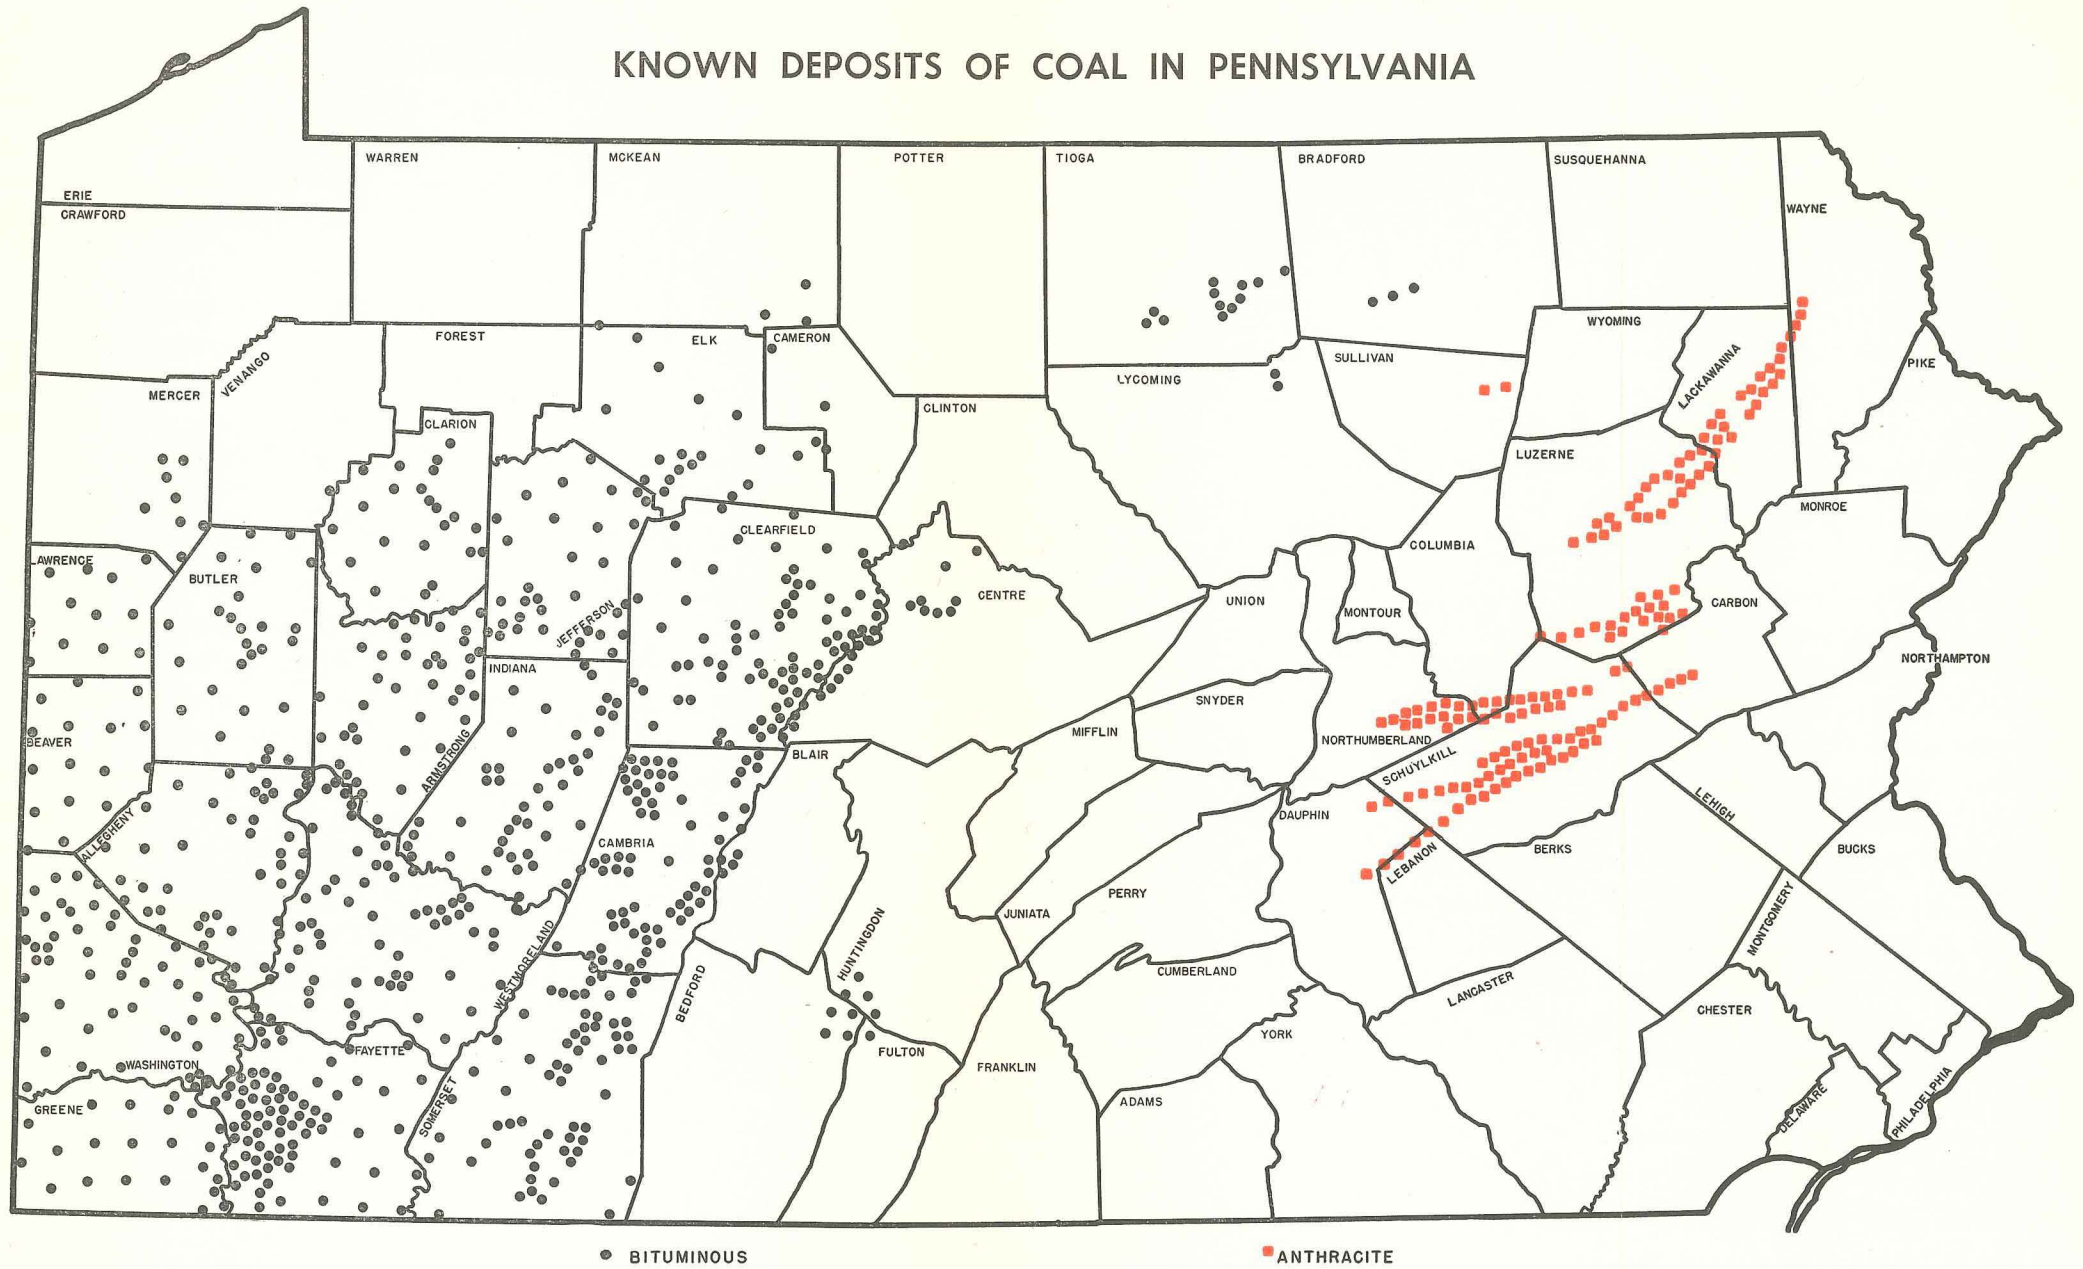 KNOWN DEPOSITS OF COAL IN PENNSYLVANIA
WARREN
MCKEAN
POTTER
TIOGA
BRADFORD
SUSQUEHANNA
ERIE
CRAWFORD
WAYNE
FOREST
ELK
CAMERON
WYOMING
SULLIVAN
LACKAWANNA
PIKE
MERCER
VENANGO
LYCOMING
CLINTON
CLARION
LUZERNE
MONROE
CLEARFIELD
COLUMBIA
LAWRENCE
BUTLER
JEFFERSON
CENTRE
UNION
MONTOUR
CARBON
INDIANA
NORTHAMPTON
SNYDER
BEAVER
ARMSTRONG
BLAIR
MIFFLIN
NORTHUMBERLAND
SCHUYLKILL
ALLEGHENY
CAMBRIA
DAUPHIN
LEHIGH
LEBANON
BERKS
BUCKS
WESTMORELAND
HUNTINGDON
JUNIATA
PERRY
MONTGOMERY
BEDFORD
CUMBERLAND
LANCASTER
CHESTER
WASHINGTON
FAYETTE
FULTON
FRANKLIN
YORK
GREENE
SOMERSET
ADAMS
DELAWARE
PHILADELPHIA
BITUMINOUS
ANTHRACITE